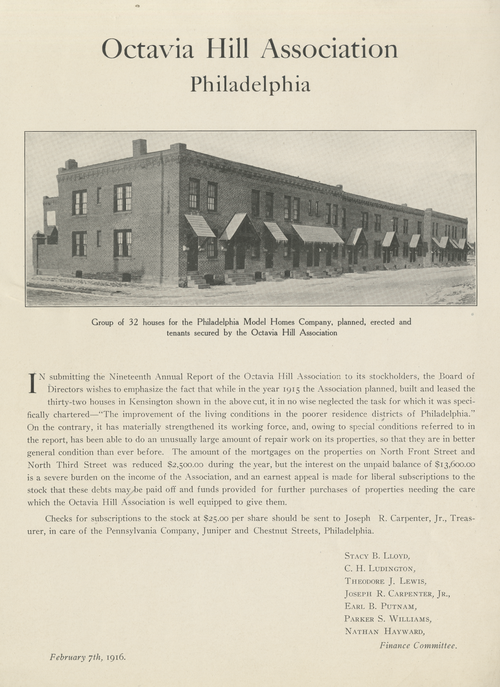 Octavia Hill Association
Philadelphia
Group of 32 houses for the Philadelphia Model Homes Company, planned, erected and
tenants secured by the Octavia Hill Association
IN submitting the Nineteenth Annual Report of the Octavia Hill Association to its stockholders, the Board of
Directors wishes to emphasize the fact that while in the year 1915 the Association planned, built and leased the
thirty-two houses in Kensington shown in the above cut, it in no wise neglected the task for which it was speci-
fically chartered—"The improvement of the living conditions in the poorer residence districts of Philadelphia."
On the contrary, it has materially strengthened its working force, and, owing to special conditions referred to in
the report, has been able to do an unusually large amount of repair work on its properties, so that they are in better
general condition than ever before. The amount of the mortgages on the properties on North Front Street and
North Third Street was reduced $2,500.00 during the year, but the interest on the unpaid balance of $13,600.00
is a severe burden on the income of the Association, and an earnest appeal is made for liberal subscriptions to the
stock that these debts may be paid off and funds provided for further purchases of properties needing the care
which the Octavia Hill Association is well equipped to give them.
Checks for subscriptions to the stock at $25.00 per share should be sent to Joseph R. Carpenter, Jr., Treas-
urer, in care of the Pennsylvania Company, Juniper and Chestnut Streets, Philadelphia.
Stacy B. Lloyd,
C. H. Ludington,
Theodore J. Lewis,
Joseph R. Carpenter, Jr.,
Earl B. Putnam,
Parker S. Williams,
Nathan Hayward,
Finance Committee.
February 7th, 1916.